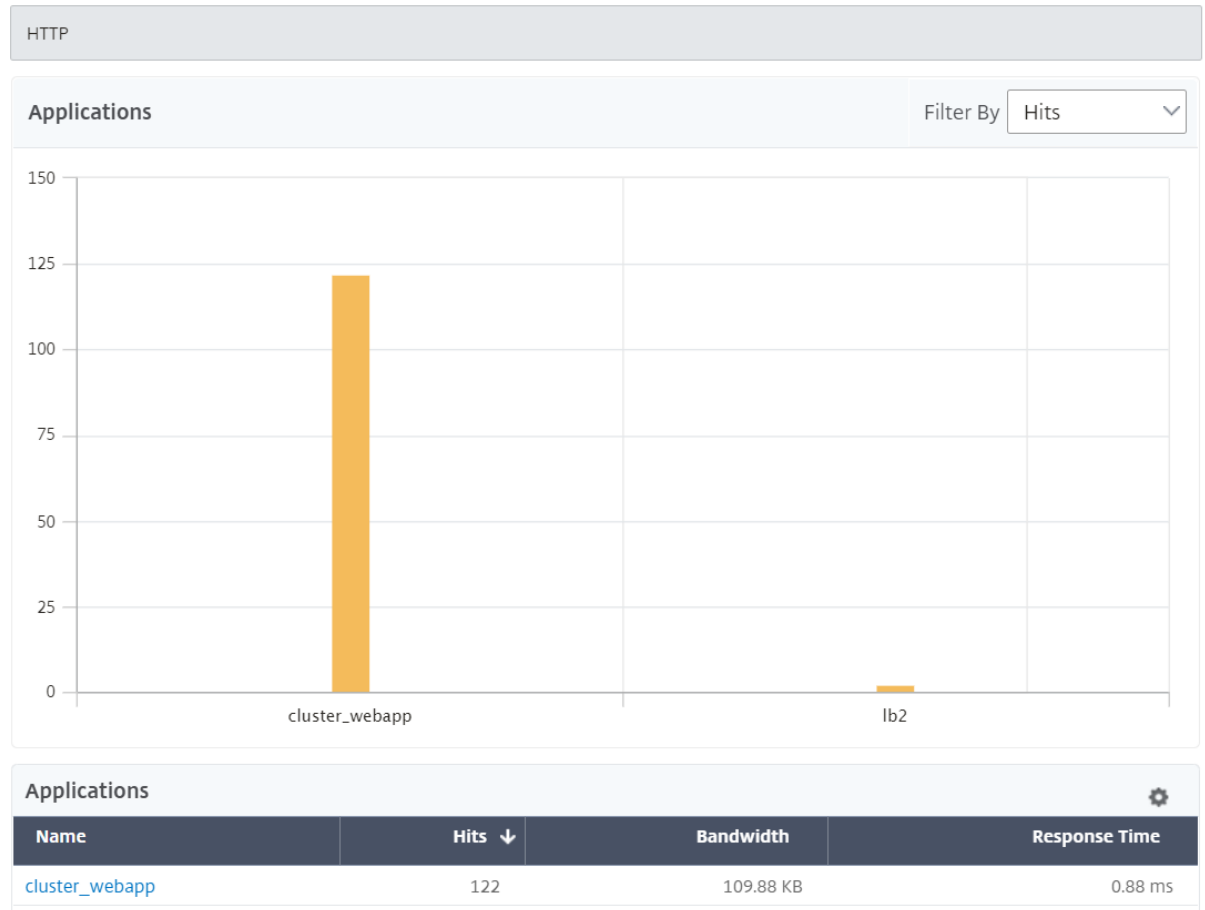 HTTP
Applications
Filter By Hits
150
125
100
75
50
25
0
cluster_webapp lb2
Applications
Name Hits Bandwidth Response Time
cluster_webapp 122 109.88 KB 0.88 ms